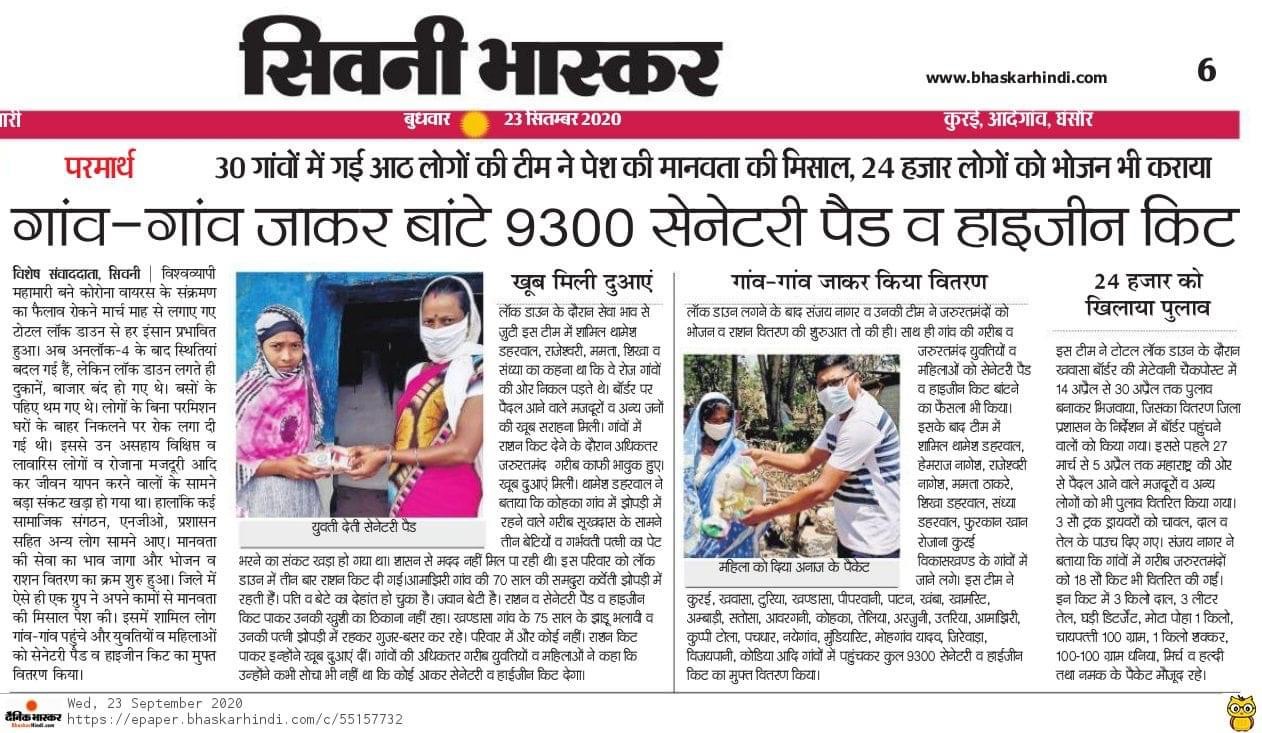 सिवनी भास्कर
www.bhaskarhindi.com
6
मारी
बुधवार
23 सितम्बर 2020
कुरई, आदेगांव, घंसौर
परमार्थ
30 गांवों में गई आठ लोगों की टीम ने पेश की मानवता की मिसाल, 24 हजार लोगों को भोजन भी कराया
गांव-गांव जाकर बांटे 9300 सेनेटरी पैड व हाइजीन किट
विशेष संवाददाता, सिवनी | विश्वव्यापी
महामारी बने कोरोना वायरस के संक्रमण
का फैलाव रोकने मार्च माह से लगाए गए
टोटल लॉक डाउन से हर इंसान प्रभावित
हुआ। अब अनलॉक-4 के बाद स्थितियां
बदल गई हैं, लेकिन लॉक डाउन लगते ही
दुकानें, बाजार बंद हो गए थे। बसों के
पहिए थम गए थे। लोगों के बिना परमिशन
घरों के बाहर निकलने पर रोक लगा दी
गई थी। इससे उन असहाय विक्षिप्त व
लावारिस लोगों व रोजाना मजदूरी आदि
कर जीवन यापन करने वालों के सामने
बड़ा संकट खड़ा हो गया था। हालांकि कई
सामाजिक संगठन, एनजीओ, प्रशासन
सहित अन्य लोग सामने आए। मानवता
की सेवा का भाव जागा और भोजन व
राशन वितरण का क्रम शुरु हुआ। जिले में
ऐसे ही एक ग्रुप ने अपने कामों से मानवता
की मिसाल पेश की। इसमें शामिल लोग
गांव-गांव पहुंचे और युवतियों व महिलाओं
को सेनेटरी पैड व हाइजीन किट का मुफ्त
वितरण किया।
युवती देती सेनेटरी पैड
खूब मिली दुआएं
लॉक डाउन के दौरान सेवा भाव से
जुटी इस टीम में शामिल थामेश
डहरवाल, राजेश्वरी, ममता, शिखा व
संध्या का कहना था कि वे रोज गांवों
की ओर निकल पड़ते थे। बॉर्डर पर
पैदल आने वाले मजदूरों व अन्य जनों
की खूब सराहना मिली। गांवों में
राशन किट देने के दौरान अधिकतर
जरुरतमंद गरीब काफी भावुक हुए।
खूब दुआएं मिलीं। थामेश डहरवाल ने
बताया कि कोहका गांव में झोपड़ी में
रहने वाले गरीब सूखदास के सामने
तीन बेटियों व गर्भवती पत्नी का पेट
भरने का संकट खड़ा हो गया था। शासन से मदद नहीं मिल पा रही थी। इस परिवार को लॉक
डाउन में तीन बार राशन किट दी गई।आमाझिरी गांव की 70 साल की समदुरा कर्वेती झोपड़ी में
रहती हैं। पति व बेटे का देहांत हो चुका है। जवान बेटी है। राशन व सेनेटरी पैड व हाइजीन
किट पाकर उनकी खुशी का ठिकाना नहीं रहा। खण्डासा गांव के 75 साल के झाडू भलावी व
उनकी पत्नी झोपड़ी में रहकर गुजर-बसर कर रहे। परिवार में और कोई नहीं। राशन किट
पाकर इन्होंने खूब दुआएं दीं। गांवों की अधिकतर गरीब युवतियों व महिलाओं ने कहा कि
उन्होंने कभी सोचा भी नहीं था कि कोई आकर सेनेटरी व हाईजीन किट देगा।
गांव-गांव जाकर किया वितरण
लॉक डाउन लगने के बाद संजय नागर व उनकी टीम ने जरुरतमंदों को
भोजन व राशन वितरण की शुरुआत तो की ही। साथ ही गांव की गरीब व
जरुरतमंद युवतियों व
महिलाओं को सेनेटरी पैड
व हाइजीन किट बांटने
का फैसला भी किया।
इसके बाद टीम में
शामिल थामेश डहरवाल,
हेमराज नागेश, राजेश्वरी
नागेश, ममता ठाकरे,
शिखा डहरवाल, संध्या
डहरवाल, फुरकान खान
रोजाना कुरई
विकासखण्ड के गांवों में
जाने लगे। इस टीम ने
महिला को दिया अनाज के पैकेट
कुरई, खवासा, दुरिया, खण्डासा, पीपरवानी, पाटन, खंबा, खामरिट,
अम्बाड़ी, सतोसा, आवरगनी, कोहका, तेलिया, अरजुनी, उतरिया, आमाझिरी,
कुप्पी टोला, पचधार, नयेगांव, मुंडियारिट, मोहगांव यादव, जिरेवाड़ा,
विजयपानी, कोडिया आदि गांवों में पहुंचकर कुल 9300 सेनेटरी व हाईजीन
किट का मुफ्त वितरण किया।
24 हजार को
खिलाया पुलाव
इस टीम ने टोटल लॉक डाउन के दौरान
खवासा बॉर्डर की मेटेवानी चैकपोस्ट में
14 अप्रैल से 30 अप्रैल तक पुलाव
बनाकर भिजवाया, जिसका वितरण जिला
प्रशासन के निर्देशन में बॉर्डर पहुंचने
वालों को किया गया। इससे पहले 27
मार्च से 5 अप्रैल तक महाराष्ट्र की ओर
से पैदल आने वाले मजदूरों व अन्य
लोगों को भी पुलाव वितरित किया गया।
3 सौ ट्रक ड्रायवरों को चावल, दाल व
तेल के पाउच दिए गए। संजय नागर ने
बताया कि गांवों में गरीब जरुरतमंदों
को 18 सौ किट भी वितरित की गई।
इन किट में 3 किलो दाल, 3 लीटर
तेल, घड़ी डिटर्जेंट, मोटा पोहा 1 किलो,
चायपत्ती 100 ग्राम, 1 किलो शक्कर,
100-100 ग्राम धनिया, मिर्च व हल्दी
तथा नमक के पैकेट मौजूद रहे।
दैनिक भास्कर
BhaskarHindi.com
Wed, 23 September 2020
https://epaper.bhaskarhindi.com/c/55157732